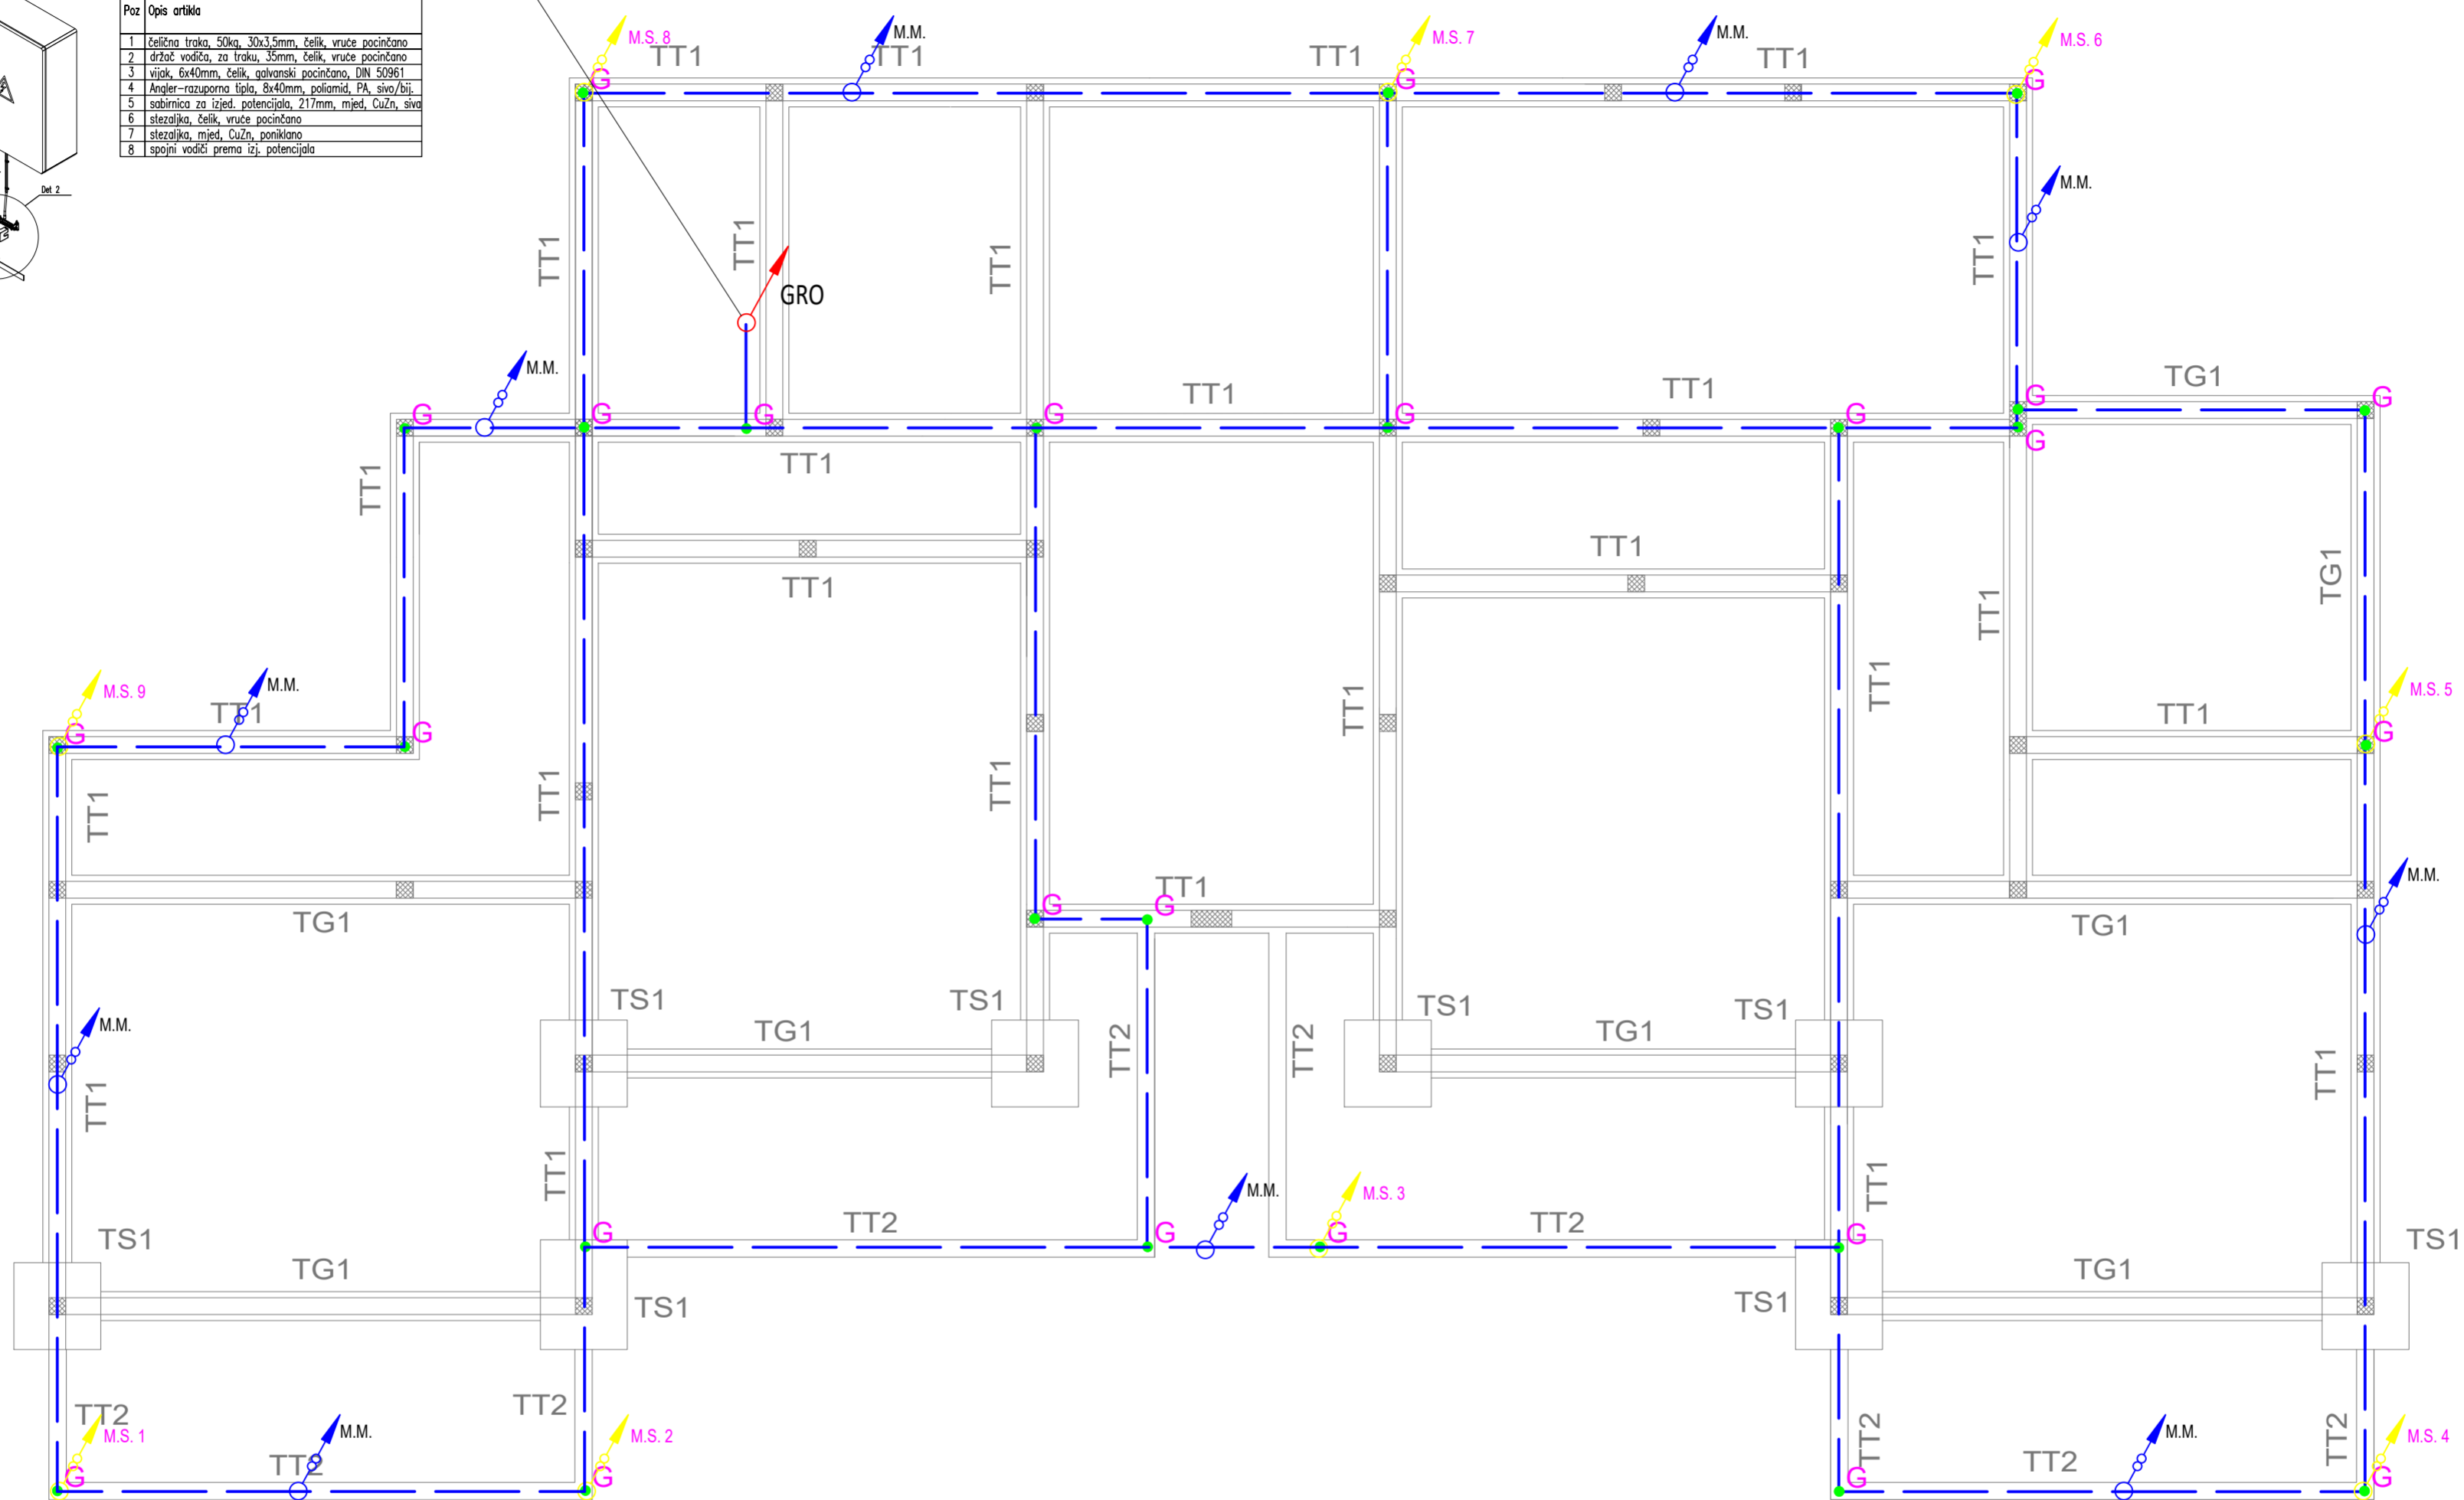 Poz Opis artikla
1 čelična traka, 50kg, 30x3,5mm, čelik, vruće pocinčano
2 držač vodiča, za traku, 35mm, čelik, vruće pocinčano
3 vijak, 6x40mm, čelik, galvanski pocinčano, DIN 50961
4 Angler-razuporna tipla, 8x40mm, poliamid, PA, sivo/bij.
5 sabirnica za izjed. potencijala, 217mm, mjed, CuZn, siva
6 stezaljka, čelik, vruće pocinčano
7 stezaljka, mjed, CuZn, poniklano
8 spojni vodiči prema izj. potencijala
Det 2
M.S. 8
TT1
M.M.
TT1
TT1
M.S. 7
M.M.
TT1
M.S. 6
G
G
G
M.M.
TT1
TT1
TT1
TT1
GRO
M.M.
TT1
TT1
TG1
G
G
G
G
G
G
G
G
G
TT1
TT1
TT1
TT1
TG1
TT1
TT1
M.S. 9
TT1
M.M.
G
G
TT1
TT1
M.S. 5
TT1
G
TT1
TT1
TT1
M.M.
TT1
G
G
TG1
TG1
TS1
TS1
TS1
TS1
M.M.
TG1
TG1
TT1
TT2
TT2
TT1
TT1
TT1
M.M.
M.S. 3
TT2
TT2
G
G
G
G
TS1
TS1
TG1
TG1
TS1
TS1
TT2
TT2
M.S. 1
M.M.
M.S. 2
TT2
TT2
TT2
M.M.
TT2
M.S. 4
G
G
G
G